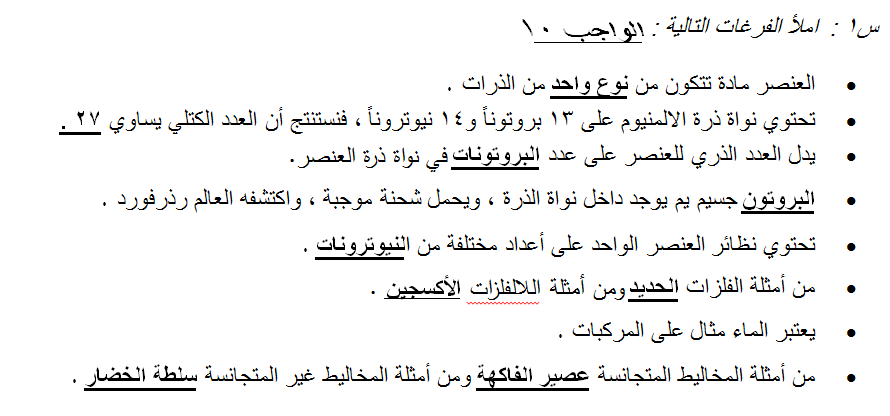 س١ : املأ الفرغات التالية : الواجب ١٠
العنصر مادة تتكون من نوع واحد من الذرات .
تحتوي نواة ذرة الالمنيوم على ١٣ بروتوناً و١٤ نيوتروناً ، فنستنتج أن العدد الكتلي يساوي ٢٧ .
يدل العدد الذري للعنصر على عدد البروتونات في نواة ذرة العنصر.
البروتون جسيم يم يوجد داخل نواة الذرة ، ويحمل شحنة موجبة ، واكتشفه العالم رذرفورد .
تحتوي نظائر العنصر الواحد على أعداد مختلفة من النيوترونات .
من أمثلة الفلزات الحديد ومن أمثلة اللالفلزات الأكسجين .
يعتبر الماء مثال على المركبات .
من أمثلة المخاليط المتجانسة عصير الفاكهة ومن أمثلة المخاليط غير المتجانسة سلطة الخضار .